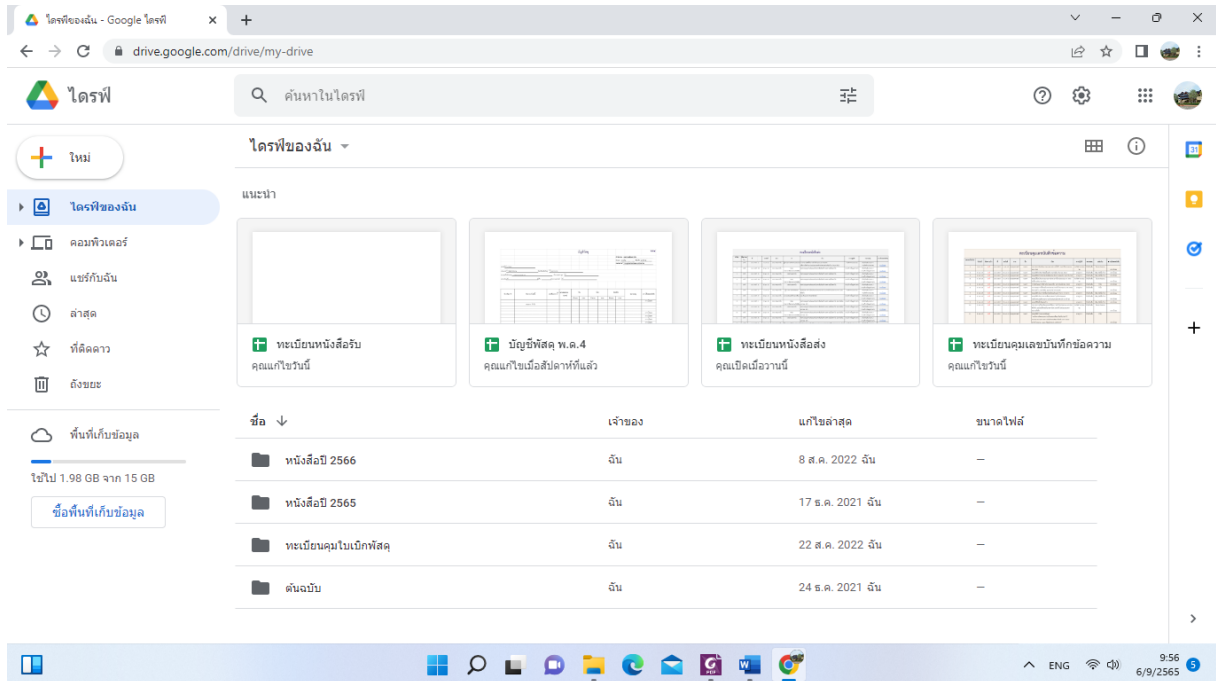 ไดรฟ์ของฉัน - Google ไดรฟ์
drive.google.com/drive/my-drive
ไดรฟ์
ค้นหาในไดรฟ์
ใหม่
ไดรฟ์ของฉัน
คอมพิวเตอร์
แชร์กับฉัน
ล่าสุด
ที่ติดดาว
ถังขยะ
พื้นที่เก็บข้อมูล
ใช้ไป 1.98 GB จาก 15 GB
ซื้อพื้นที่เก็บข้อมูล
ไดรฟ์ของฉัน
แนะนำ
ทะเบียนหนังสือรับ
คุณแก้ไขวันนี้
บัญชีพัสดุ พ.ด.4
คุณแก้ไขเมื่อสัปดาห์ที่แล้ว
ทะเบียนหนังสือส่ง
คุณเปิดเมื่อวานนี้
ทะเบียนคุมเลขบันทึกข้อความ
คุณแก้ไขวันนี้
ชื่อ เจ้าของ แก้ไขล่าสุด ขนาดไฟล์
หนังสือปี 2566 ฉัน 8 ส.ค. 2022 ฉัน —
หนังสือปี 2565 ฉัน 17 ธ.ค. 2021 ฉัน —
ทะเบียนคุมใบเบิกพัสดุ ฉัน 22 ส.ค. 2022 ฉัน —
ต้นฉบับ ฉัน 24 ธ.ค. 2021 ฉัน —
31
ENG
9:56
6/9/2565
5